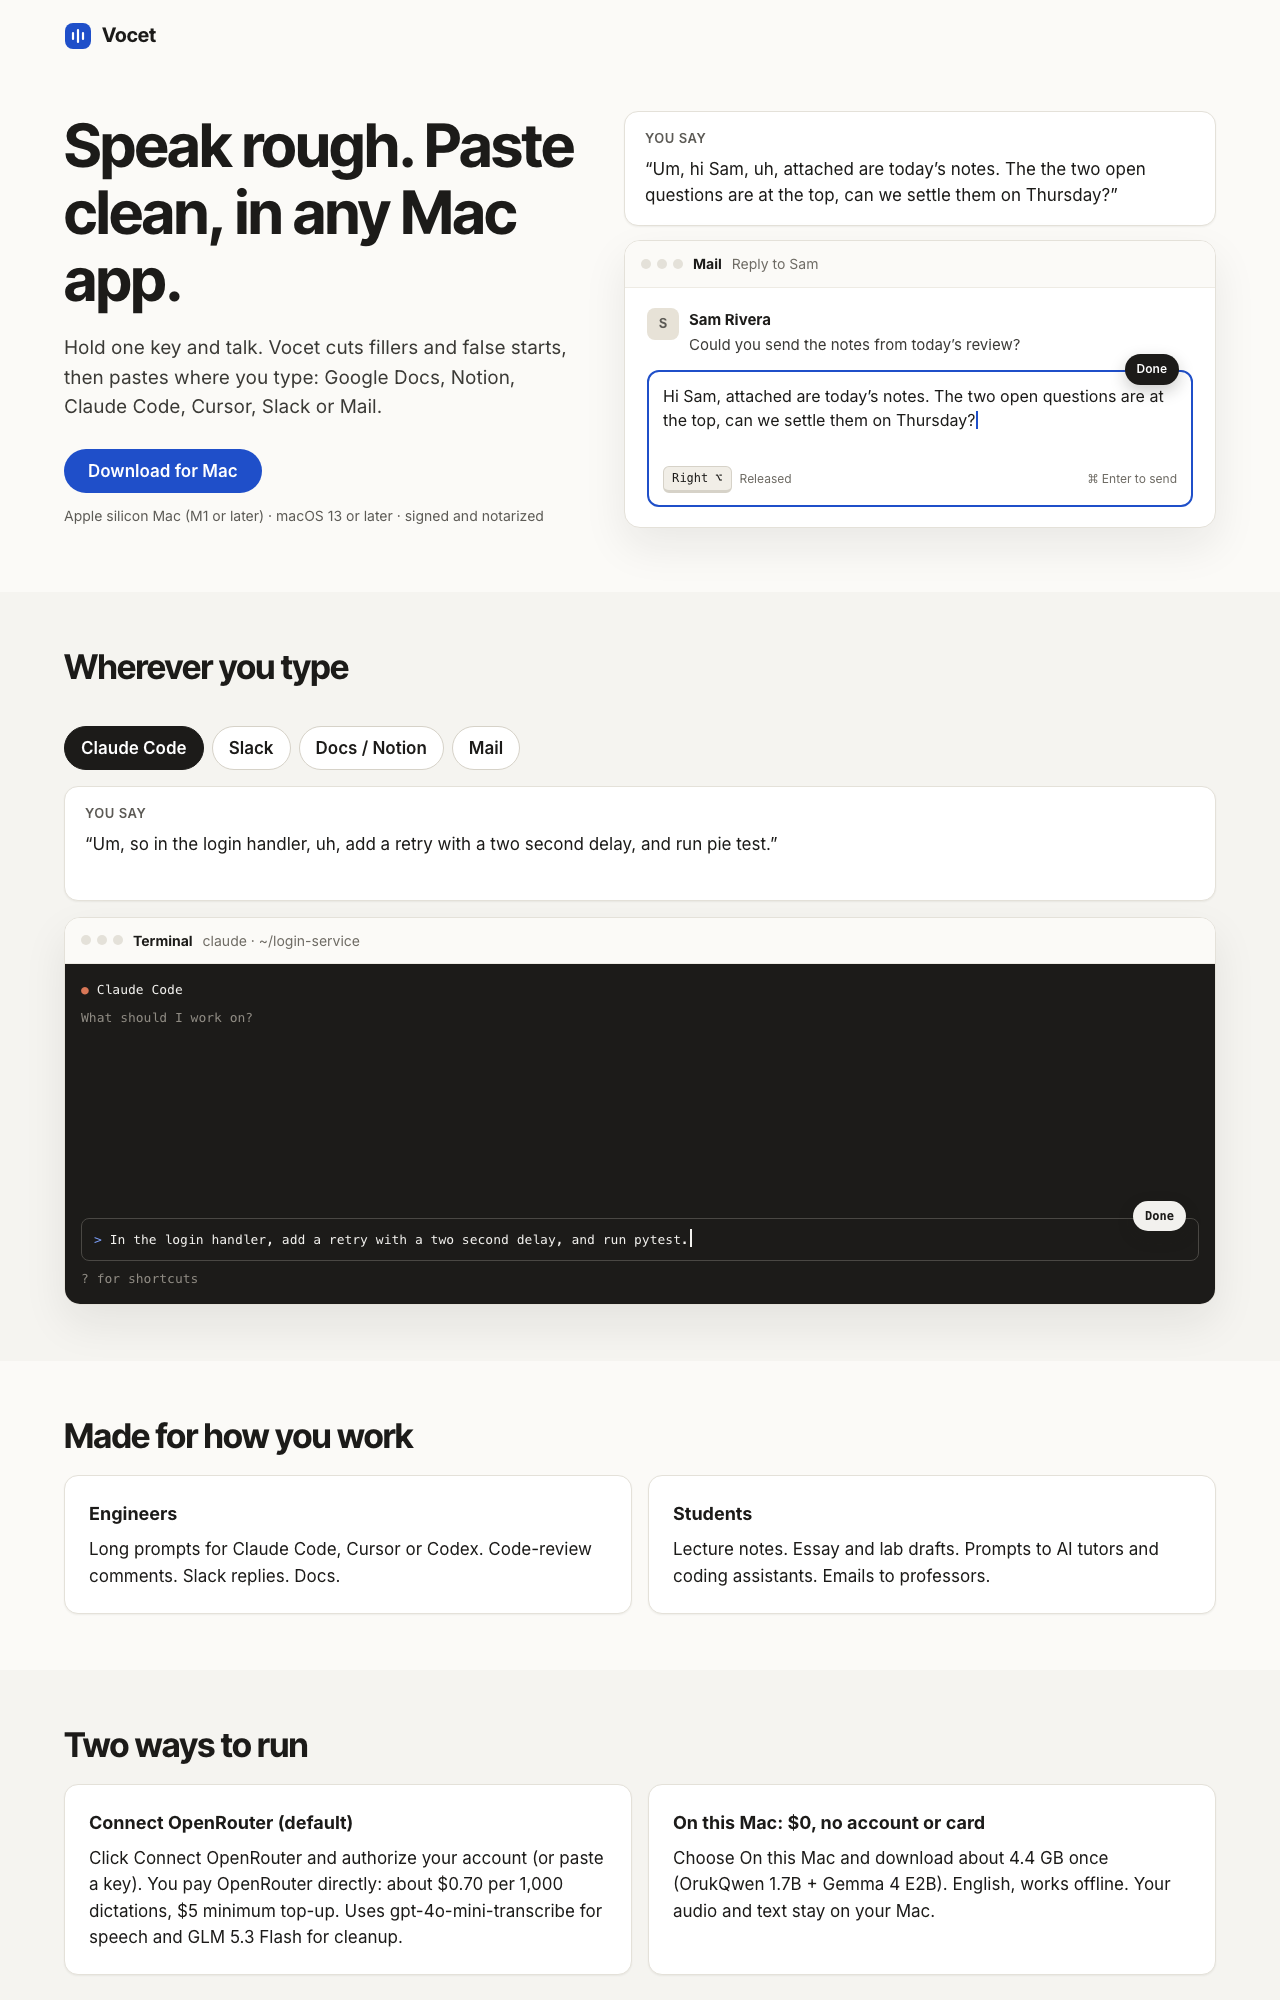 Vocet
Speak rough. Paste
clean, in any Mac
app.
Hold one key and talk. Vocet cuts fillers and false starts,
then pastes where you type: Google Docs, Notion,
Claude Code, Cursor, Slack or Mail.
Download for Mac
Apple silicon Mac (M1 or later) · macOS 13 or later · signed and notarized
YOU SAY
“Um, hi Sam, uh, attached are today’s notes. The the two open
questions are at the top, can we settle them on Thursday?”
Mail Reply to Sam
S
Sam Rivera
Could you send the notes from today’s review?
Done
Hi Sam, attached are today’s notes. The two open questions are at
the top, can we settle them on Thursday?
Right ⌥ Released
⌘ Enter to send
Wherever you type
Claude Code
Slack
Docs / Notion
Mail
YOU SAY
“Um, so in the login handler, uh, add a retry with a two second delay, and run pie test.”
Terminal claude · ~/login-service
● Claude Code
What should I work on?
Done
> In the login handler, add a retry with a two second delay, and run pytest.
? for shortcuts
Made for how you work
Engineers
Long prompts for Claude Code, Cursor or Codex. Code-review
comments. Slack replies. Docs.
Students
Lecture notes. Essay and lab drafts. Prompts to AI tutors and
coding assistants. Emails to professors.
Two ways to run
Connect OpenRouter (default)
Click Connect OpenRouter and authorize your account (or paste
a key). You pay OpenRouter directly: about $0.70 per 1,000
dictations, $5 minimum top-up. Uses gpt-4o-mini-transcribe for
speech and GLM 5.3 Flash for cleanup.
On this Mac: $0, no account or card
Choose On this Mac and download about 4.4 GB once
(OrukQwen 1.7B + Gemma 4 E2B). English, works offline. Your
audio and text stay on your Mac.